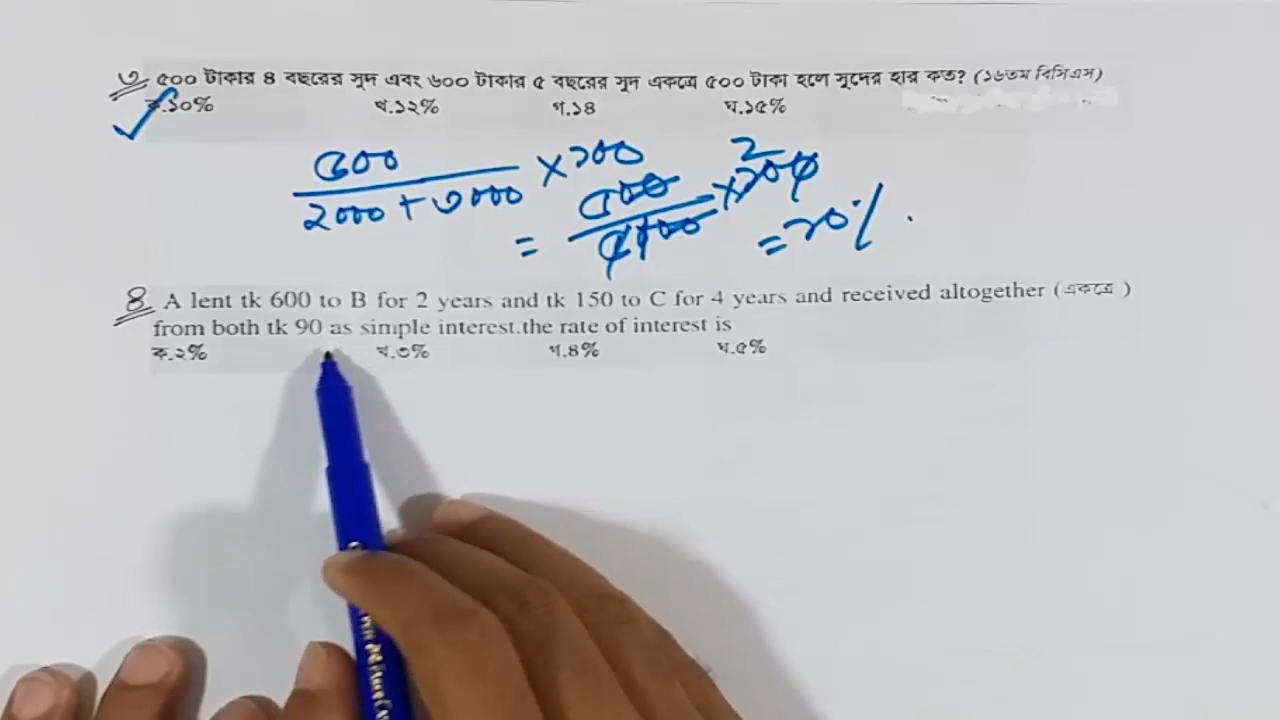 ৩. ৫০০ টাকার ৪ বছরের সুদ এবং ৬০০ টাকার ৫ বছরের সুদ একত্রে ৫০০ টাকা হলে সুদের হার কত? (১৬তম বিসিএস)
ক.১০% খ.১২% গ.১৪ ঘ.১৫%
৫০০
২০০০ + ৩০০০ × ১০০
= ৫০০ / ৫০০০ × ১০০ = ১০% .
৪. A lent tk 600 to B for 2 years and tk 150 to C for 4 years and received altogether (একত্রে )
from both tk 90 as simple interest.the rate of interest is
ক.২% খ.৩% গ.৪% ঘ.৫%